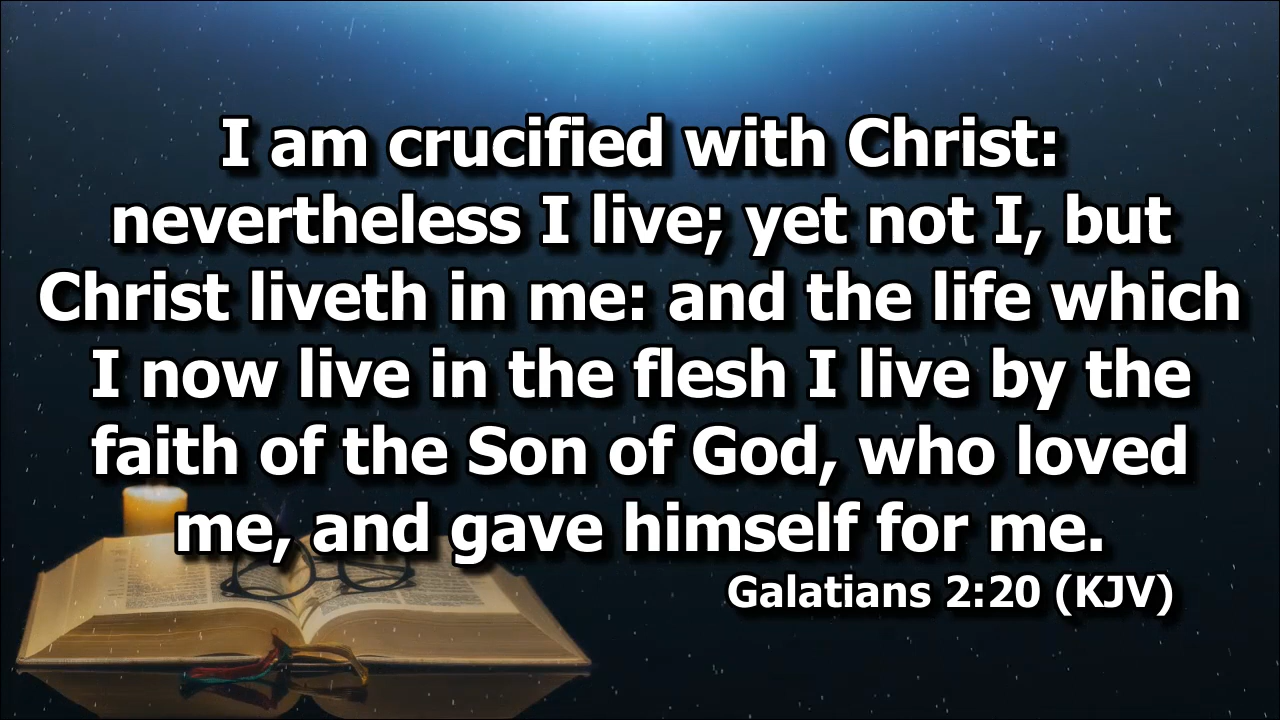 I am crucified with Christ:
nevertheless I live; yet not I, but
Christ liveth in me: and the life which
I now live in the flesh I live by the
faith of the Son of God, who loved
me, and gave himself for me.
Galatians 2:20 (KJV)